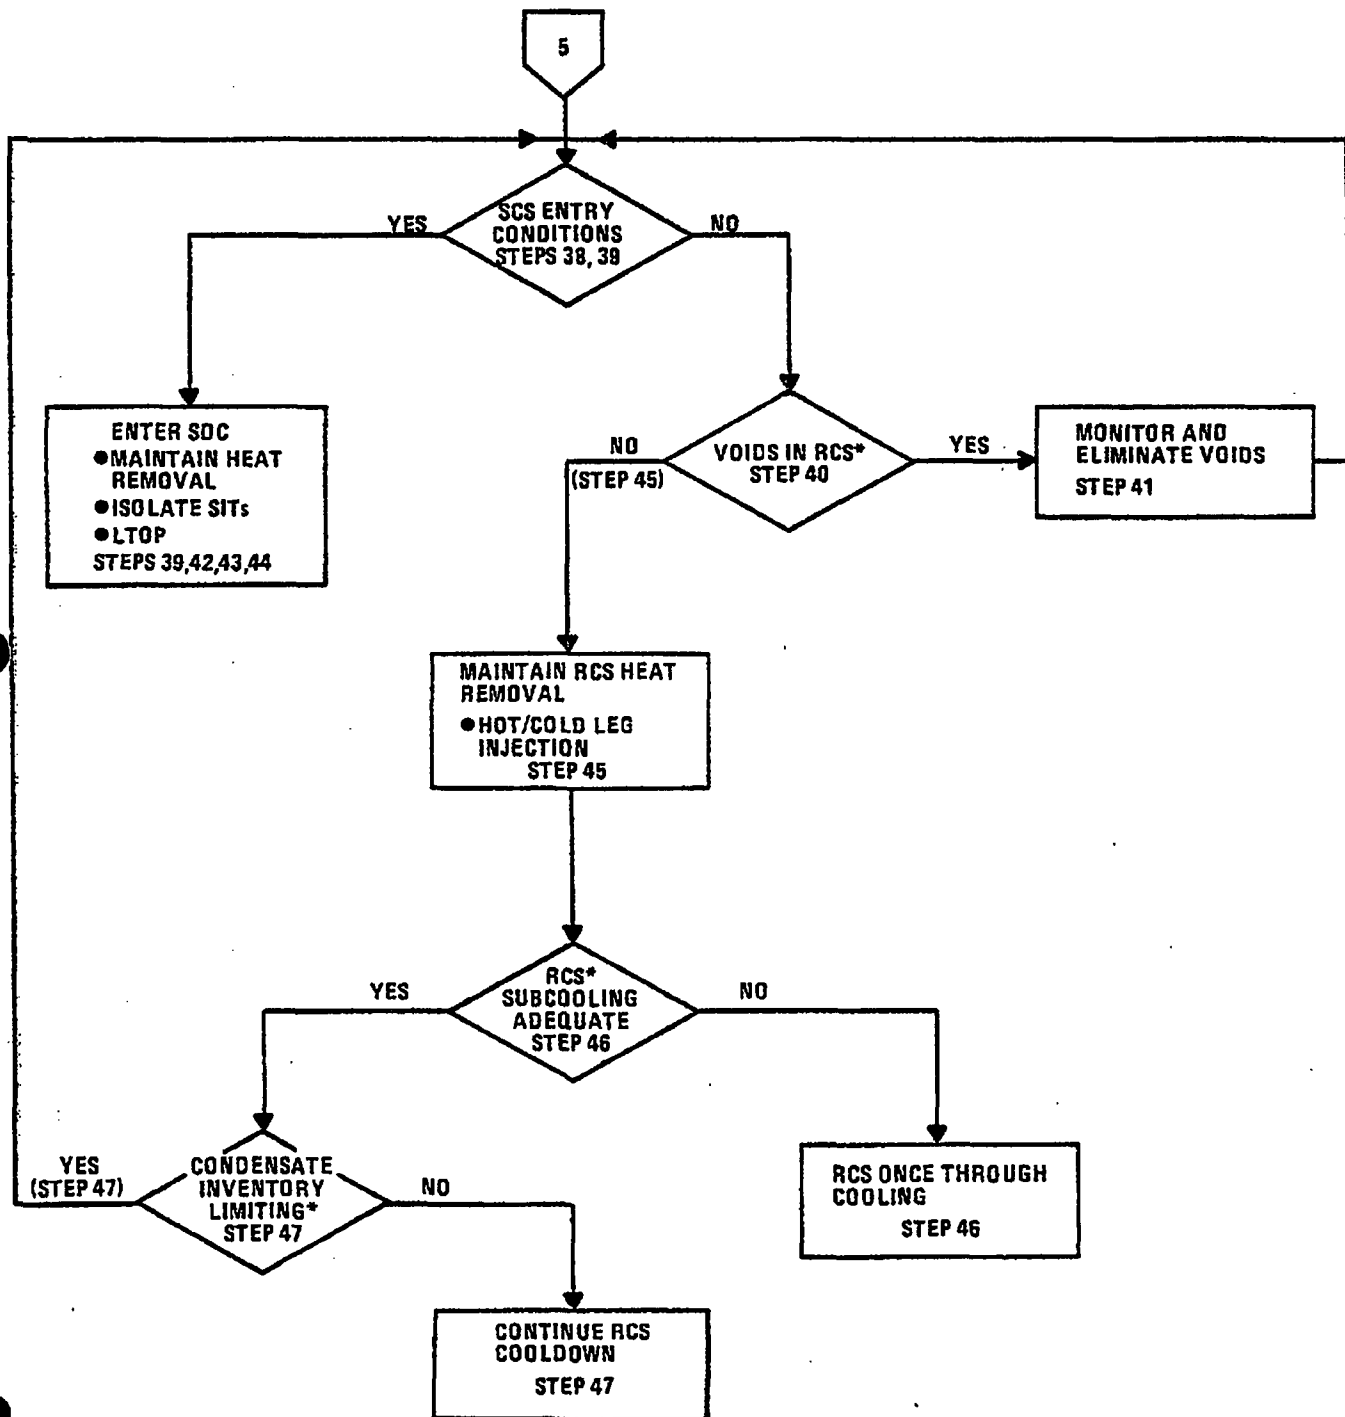 5
SCS ENTRY
CONDITIONS
STEPS 38, 39
YES
NO
ENTER SDC
●MAINTAIN HEAT
REMOVAL
●ISOLATE SITs
●LTOP
STEPS 39,42,43,44
VOIDS IN RCS*
STEP 40
NO
(STEP 45)
YES
MONITOR AND
ELIMINATE VOIDS
STEP 41
MAINTAIN RCS HEAT
REMOVAL
●HOT/COLD LEG
INJECTION
STEP 45
RCS*
SUBCOOLING
ADEQUATE
STEP 46
YES
NO
CONDENSATE
INVENTORY
LIMITING*
STEP 47
YES
(STEP 47)
NO
RCS ONCE THROUGH
COOLING
STEP 46
CONTINUE RCS
COOLDOWN
STEP 47